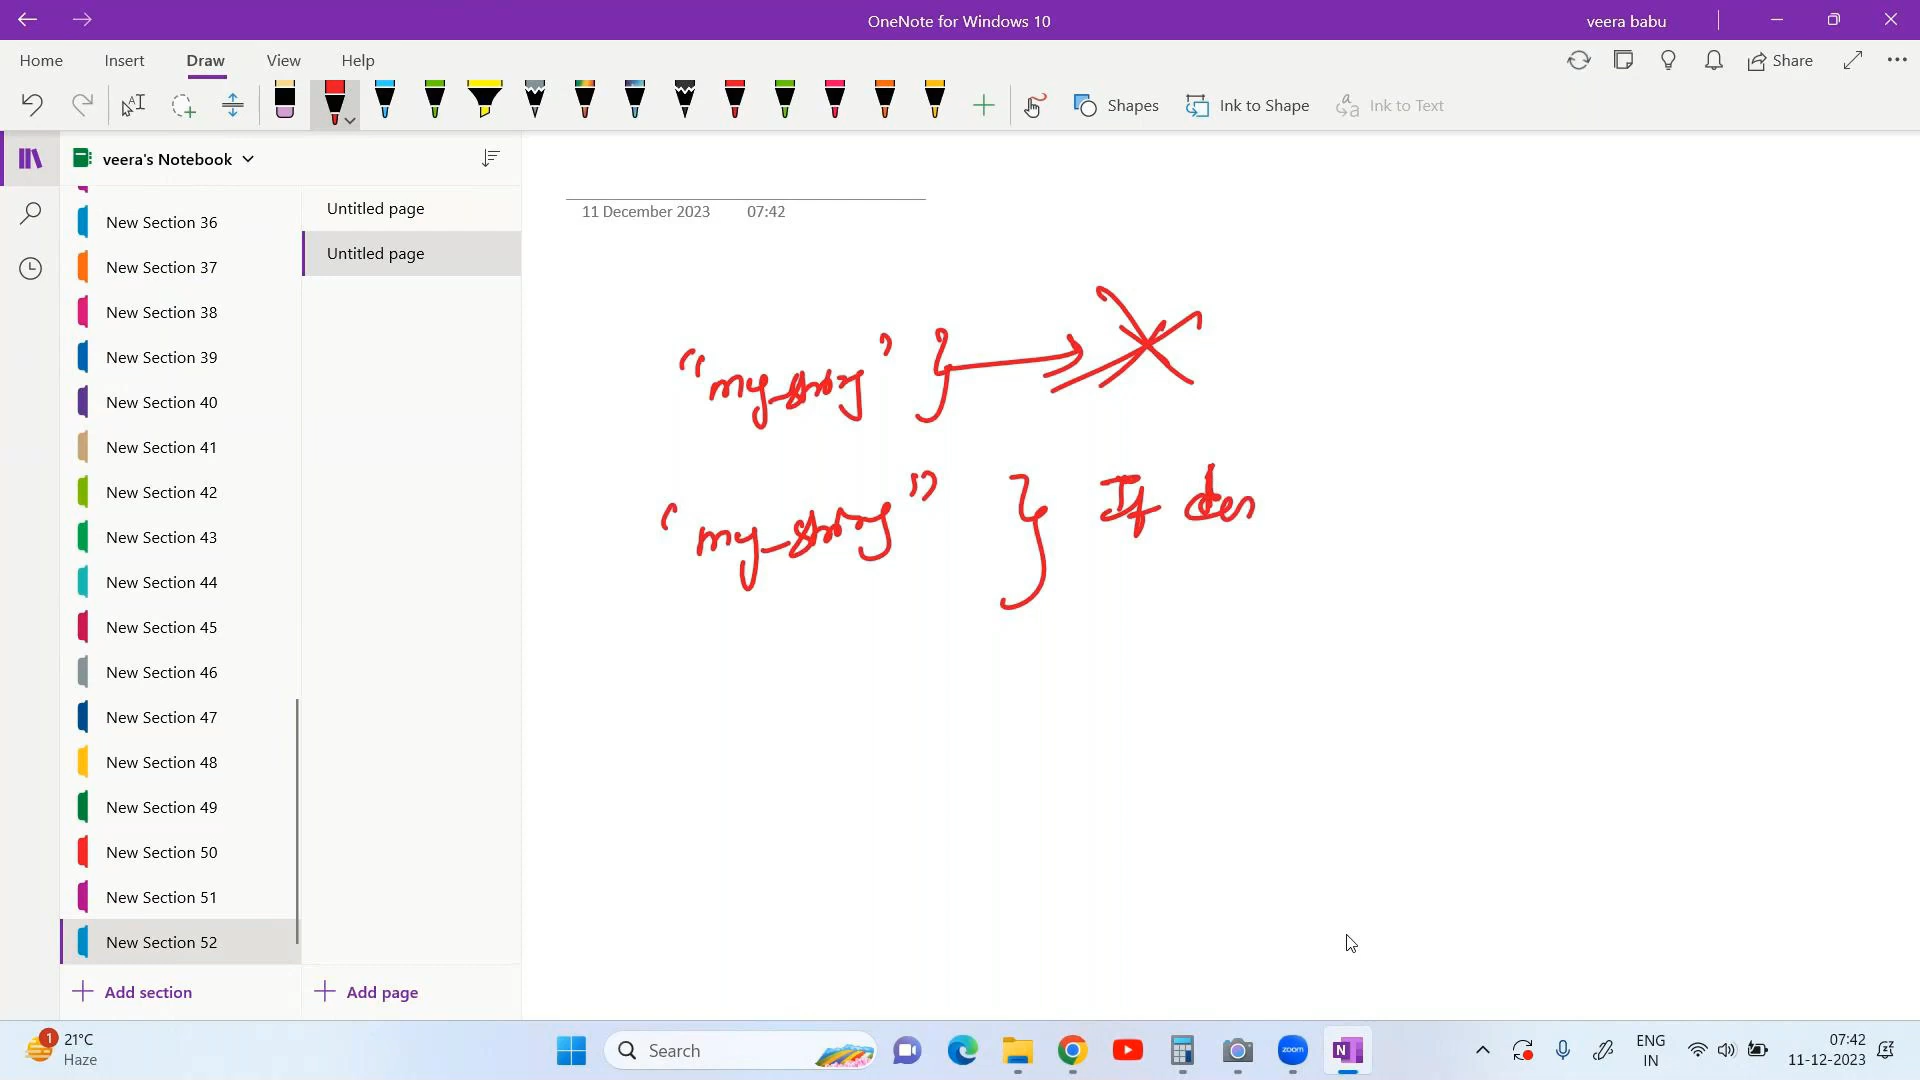 OneNote for Windows 10
veera babu
Home Insert Draw View Help
Share
Shapes Ink to Shape Ink to Text
veera's Notebook
New Section 36
New Section 37
New Section 38
New Section 39
New Section 40
New Section 41
New Section 42
New Section 43
New Section 44
New Section 45
New Section 46
New Section 47
New Section 48
New Section 49
New Section 50
New Section 51
New Section 52
Add section
Untitled page
Untitled page
Add page
11 December 2023 07:42
"my_string"
"my_string" } If
1
21°C
Haze
Search
zoom
N
ENG
IN
07:42
11-12-2023